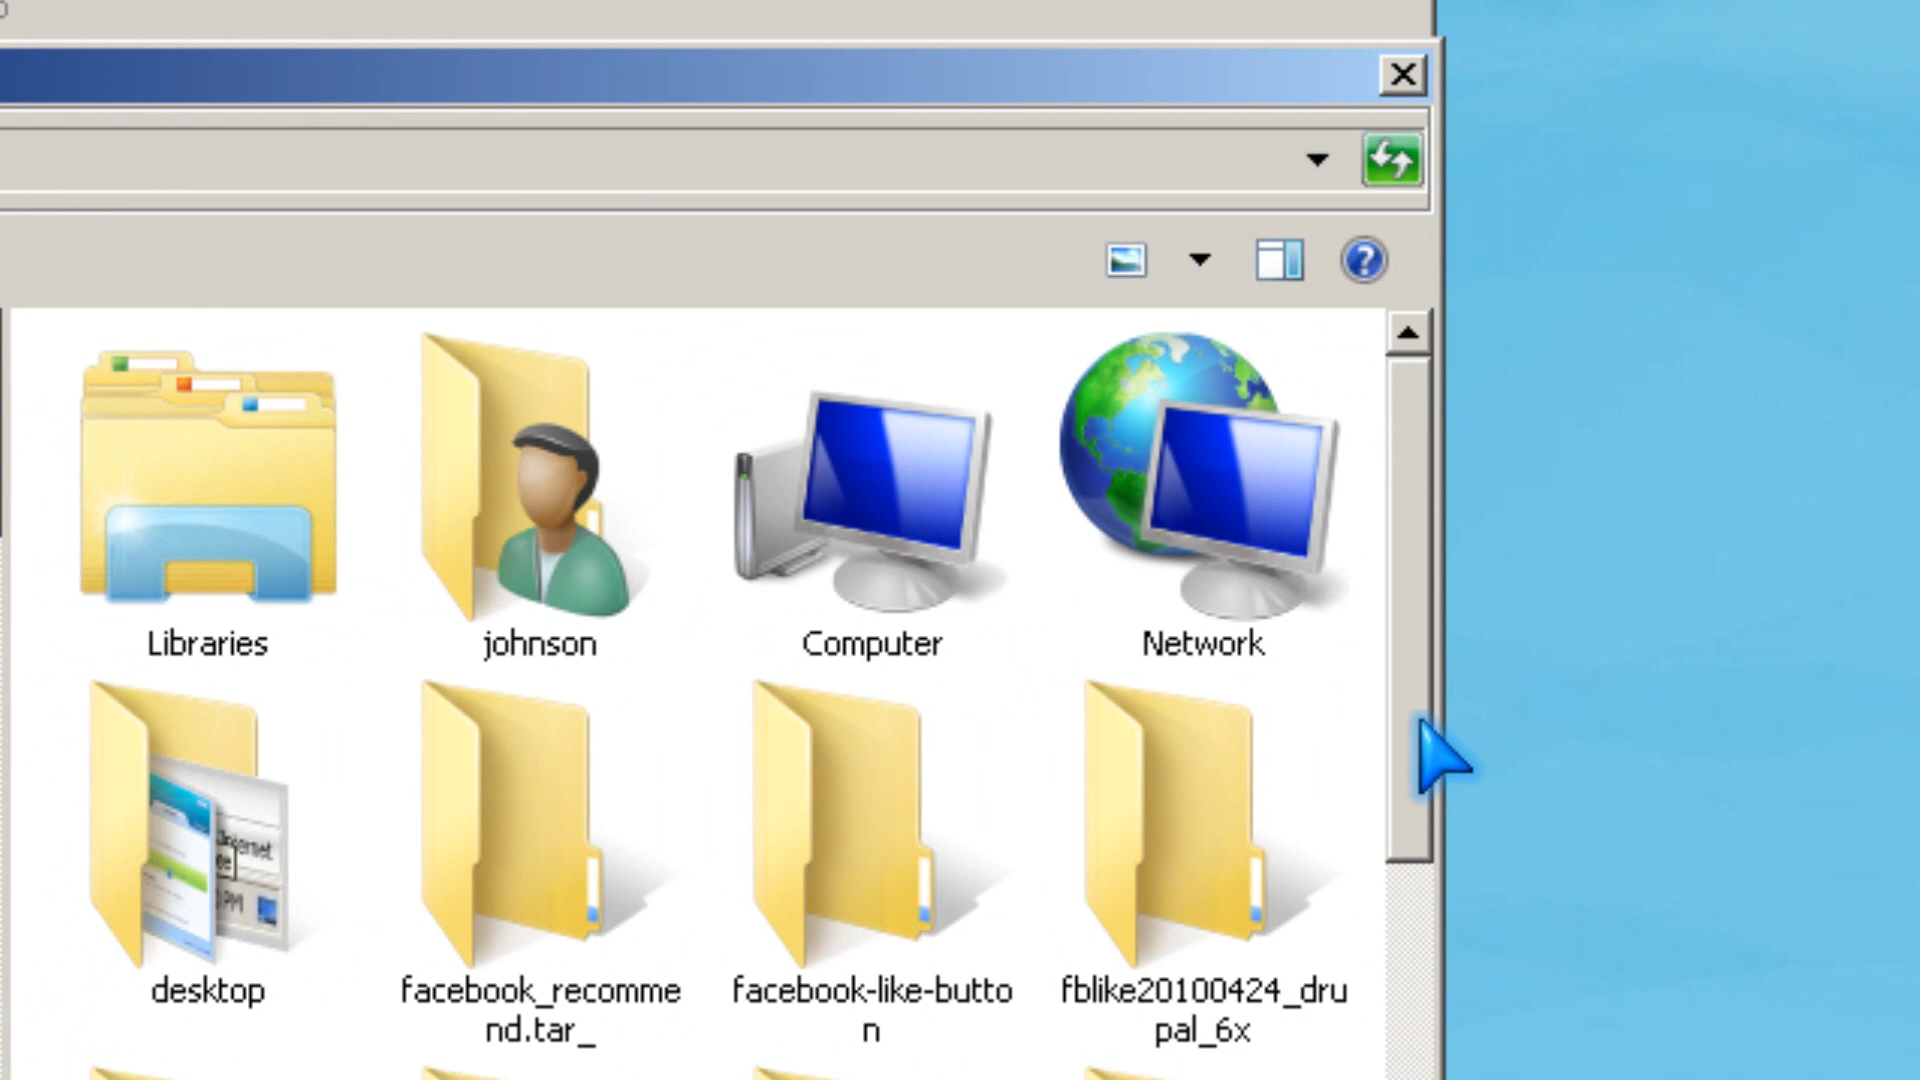 Libraries
johnson
Computer
Network
desktop
facebook_recomme
nd.tar_
facebook-like-butto
n
fblike20100424_dru
pal_6x